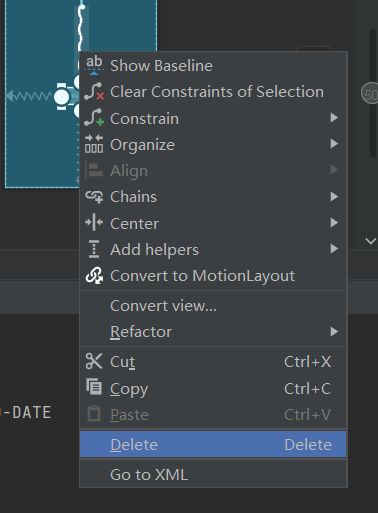 ab Show Baseline
Clear Constraints of Selection
Constrain
Organize
Align
Chains
Center
Add helpers
Convert to MotionLayout
Convert view...
Refactor
Cut Ctrl+X
Copy Ctrl+C
-DATE
Paste Ctrl+V
Delete Delete
Go to XML
50